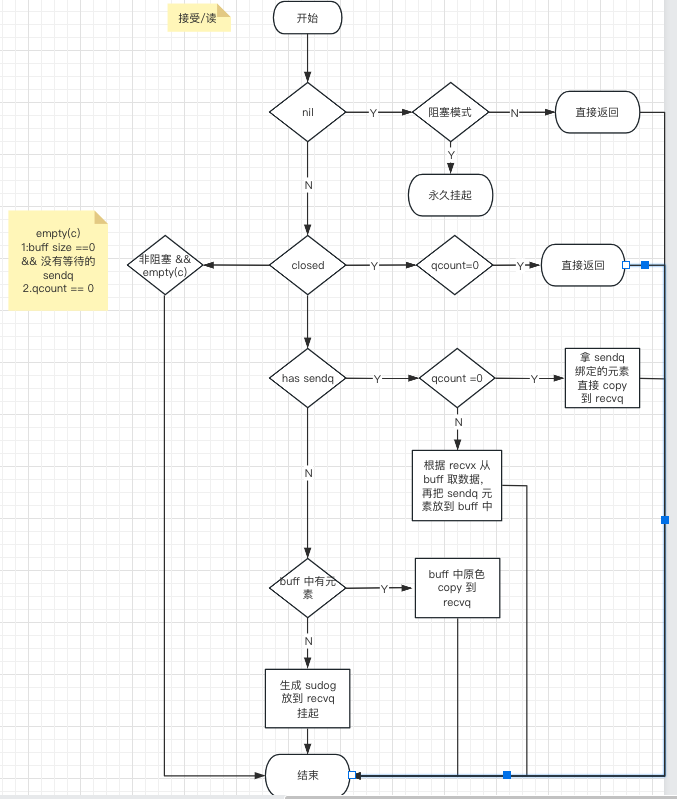 接受/读
开始
nil
Y
阻塞模式
N
直接返回
Y
永久挂起
N
empty(c)
1:buff size ==0
&& 没有等待的
sendq
2.qcount == 0
非阻塞 &&
empty(c)
closed
Y
qcount=0
Y
直接返回
has sendq
Y
qcount =0
Y
拿 sendq
绑定的元素
直接 copy
到 recvq
N
根据 recvx 从
buff 取数据,
再把 sendq 元
素放到 buff 中
N
buff 中有元
素
Y
buff 中原色
copy 到
recvq
N
生成 sudog
放到 recvq
挂起
结束